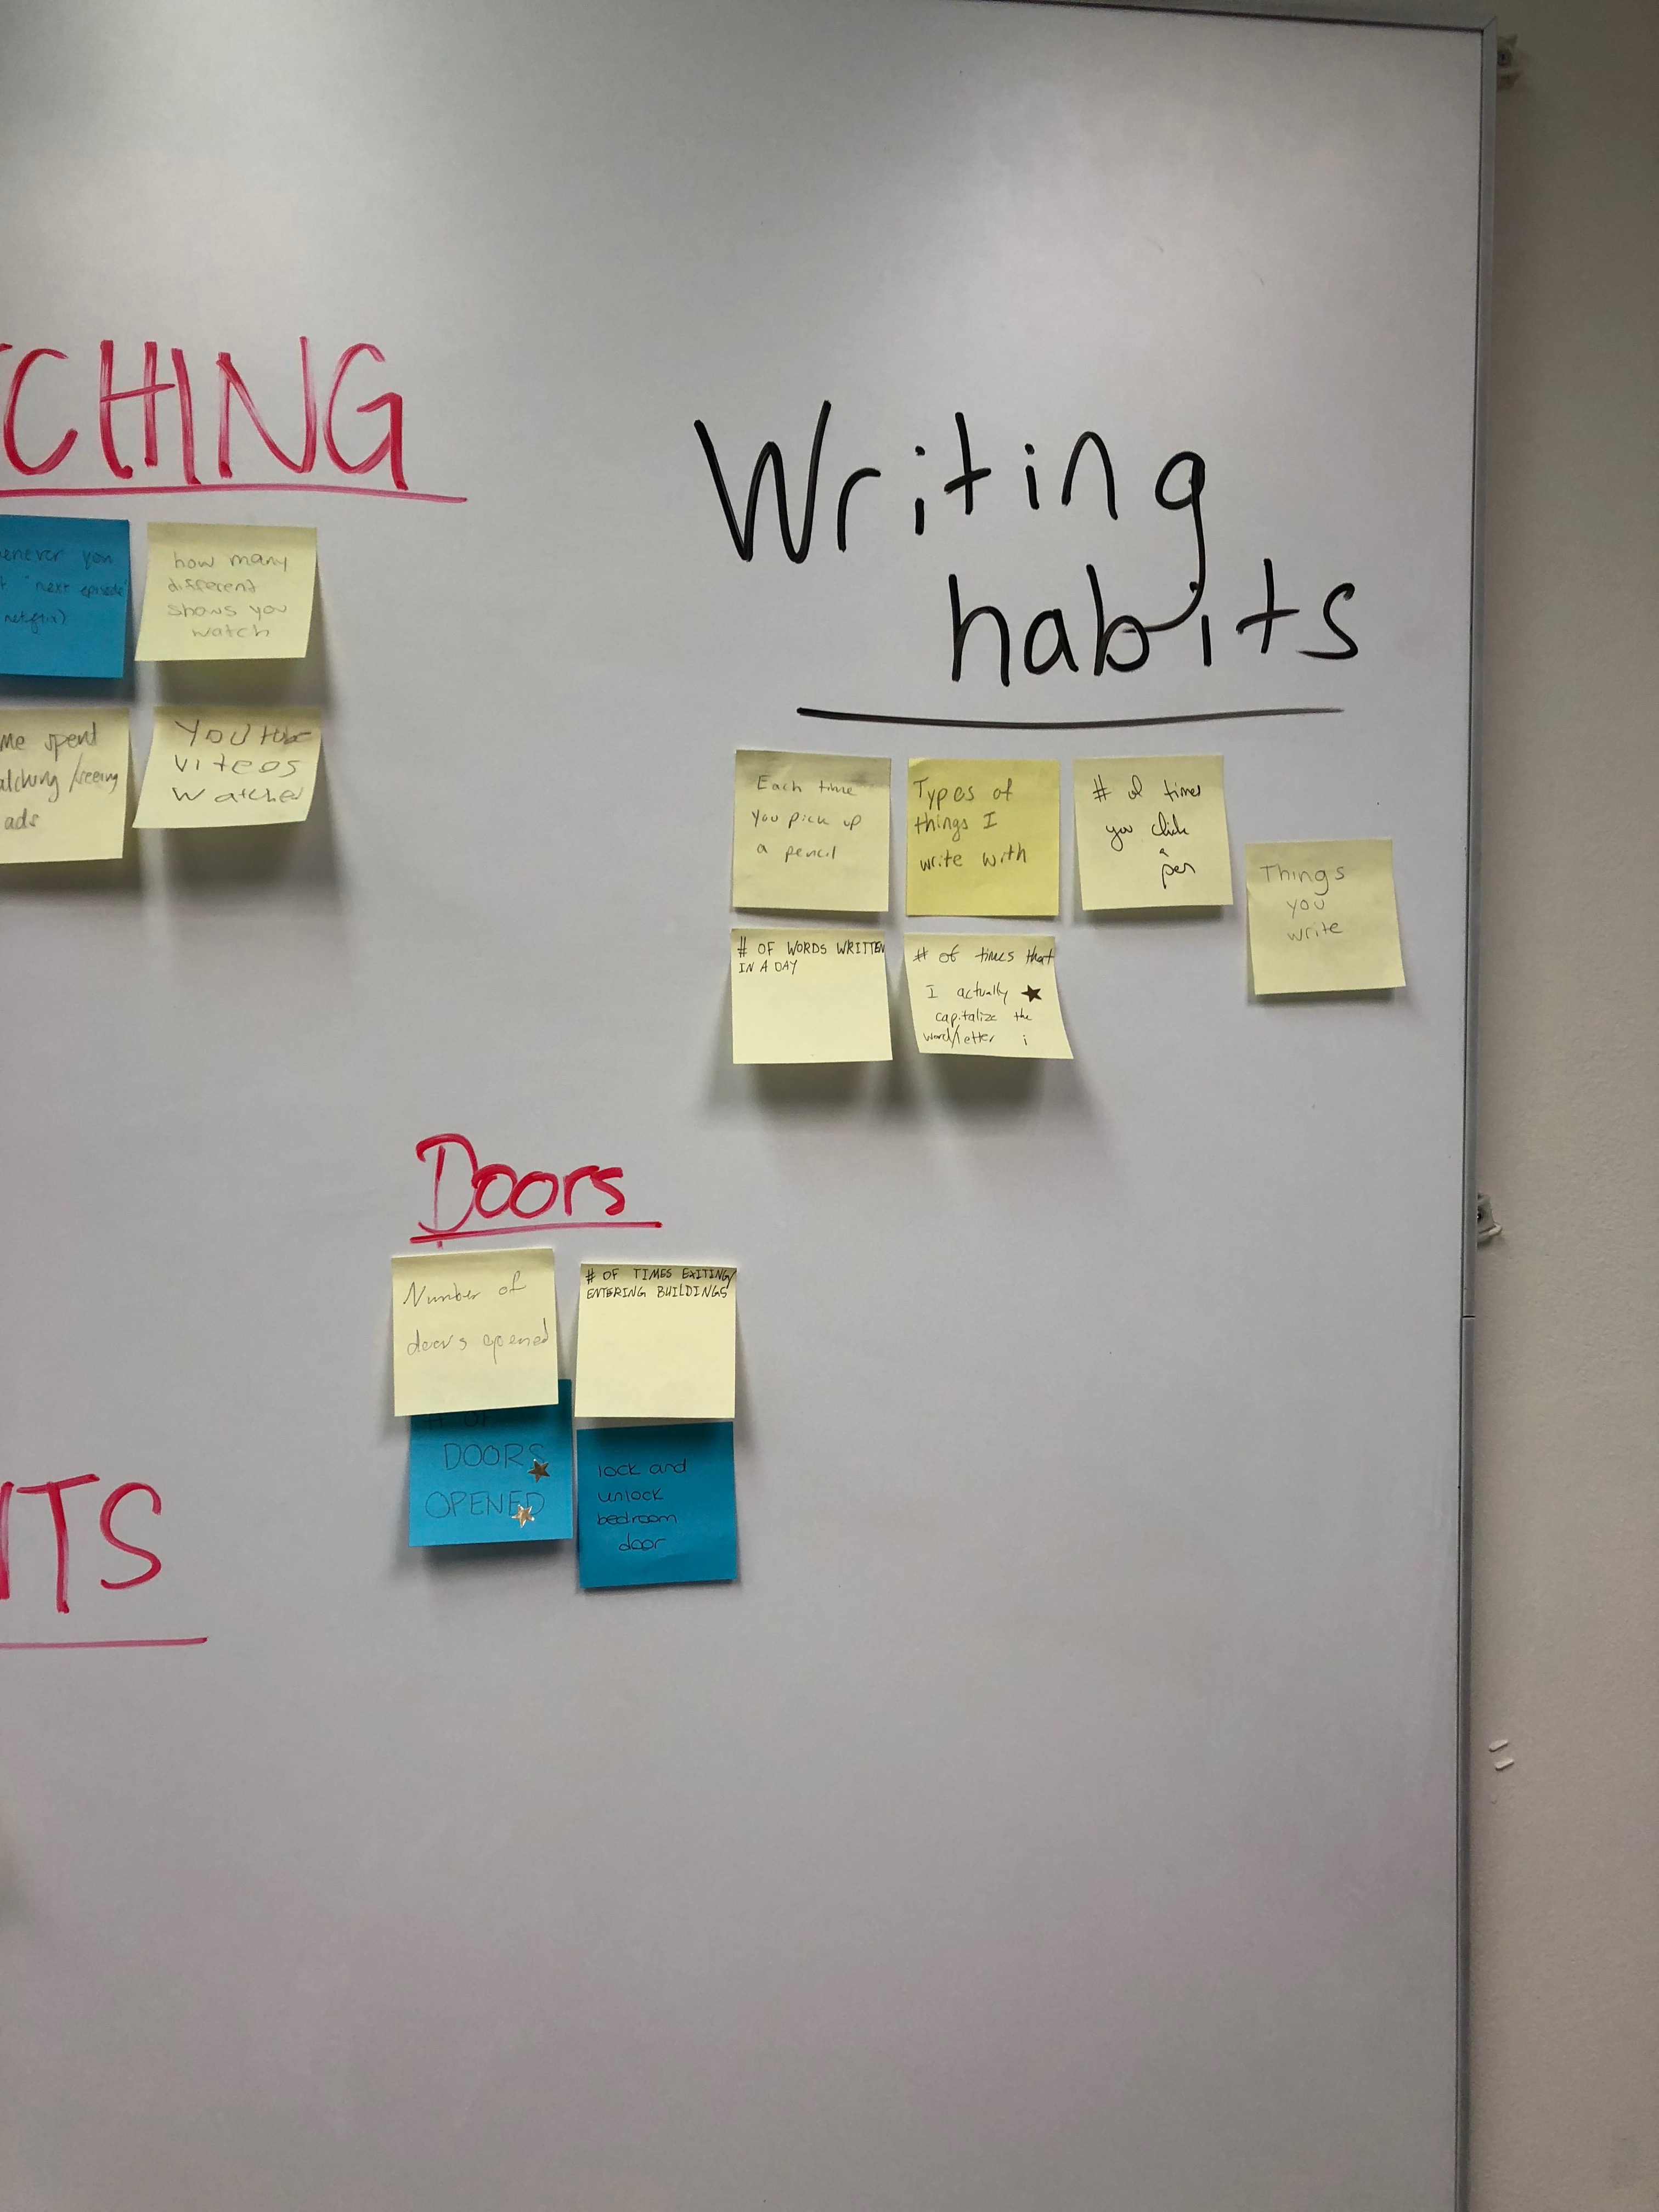 CHING
enever you
"next episode"
netflix)
how many
different
shows you
watch
me spent
atching/seeing
ads
YOUTube
viteos
watched
Writing
habits
Each time
you pick up
a pencil
Types of
things I
write with
# of times
you click
a
pen
Things
you
write
# OF WORDS WRITTEN
IN A DAY
# of times that
I actually
capitalize the
word/letter i
Doors
Number of
doors opened
# OF TIMES EXITING/
ENTERING BUILDINGS
# OF
DOORS
OPENED
lock and
unlock
bedroom
door
ITS